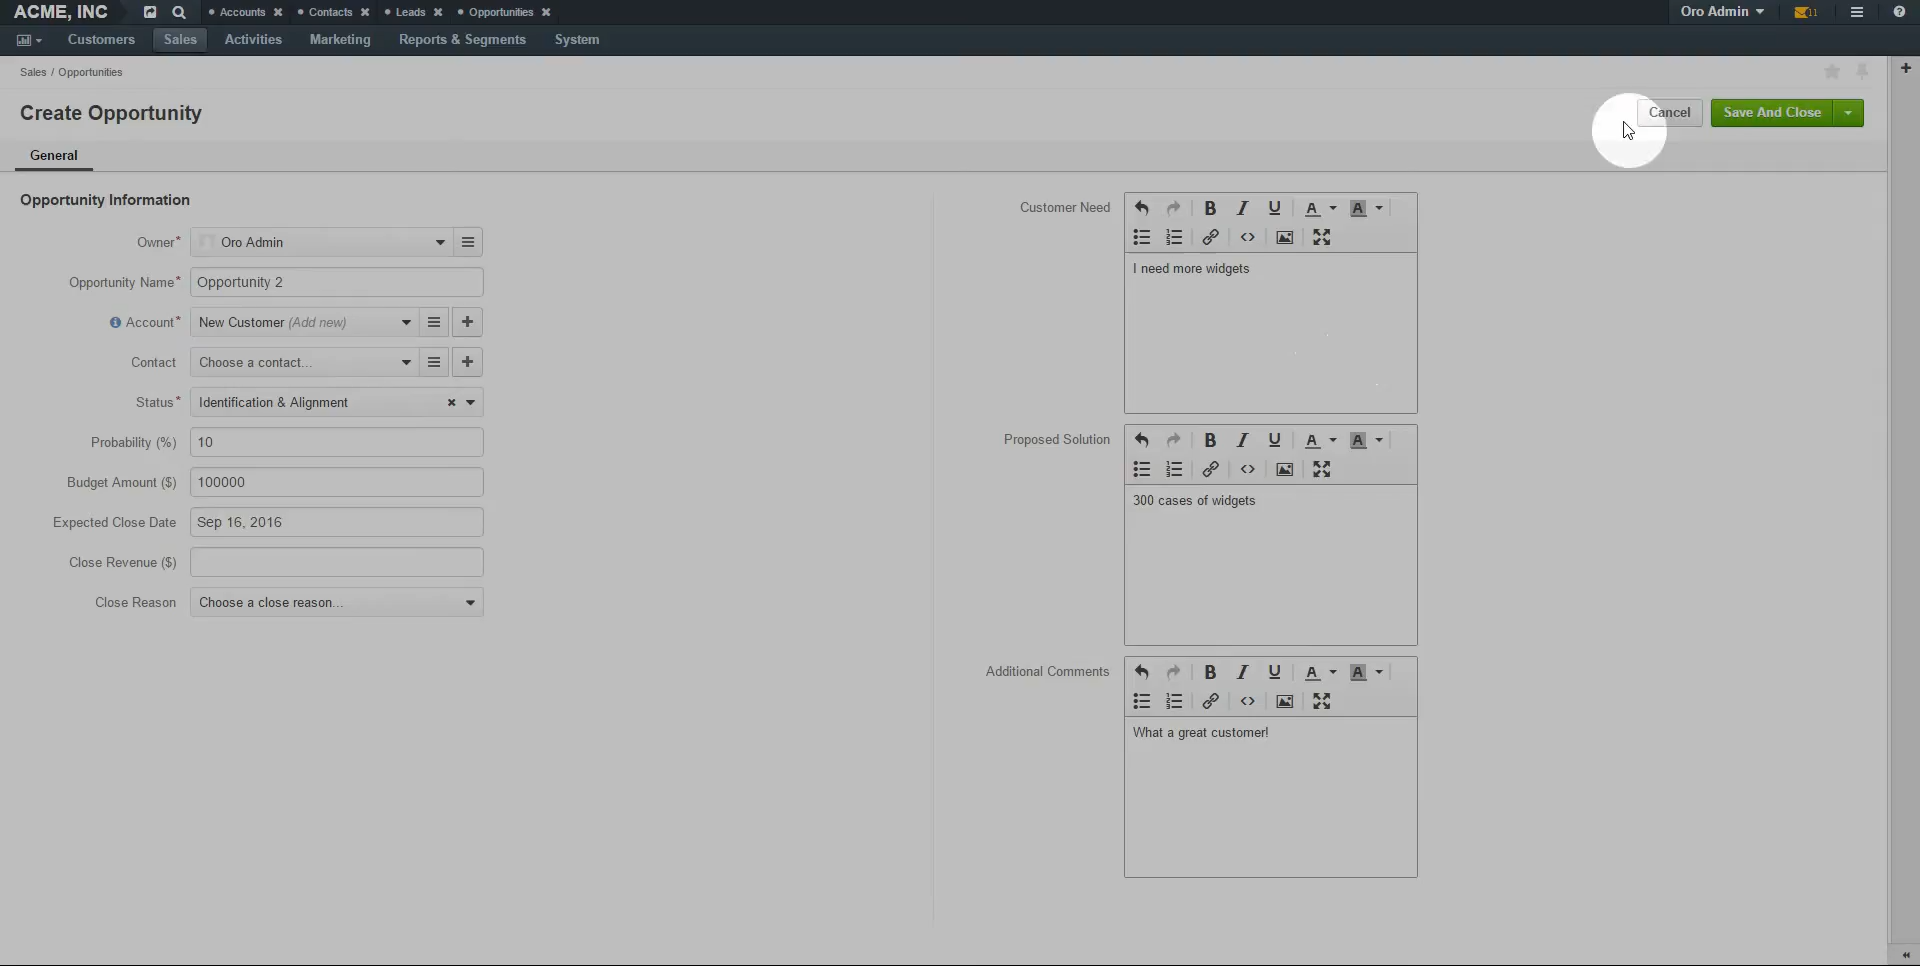 ACME, INC
Accounts
Contacts
Leads
Opportunities
Oro Admin
11
Customers
Sales
Activities
Marketing
Reports & Segments
System
Sales / Opportunities
Create Opportunity
Cancel
Save And Close
General
Opportunity Information
Owner*
Oro Admin
Opportunity Name*
Opportunity 2
Account*
New Customer (Add new)
Contact
Choose a contact...
Status*
Identification & Alignment
Probability (%)
10
Budget Amount ($)
100000
Expected Close Date
Sep 16, 2016
Close Revenue ($)
Close Reason
Choose a close reason...
Customer Need
I need more widgets
Proposed Solution
300 cases of widgets
Additional Comments
What a great customer!